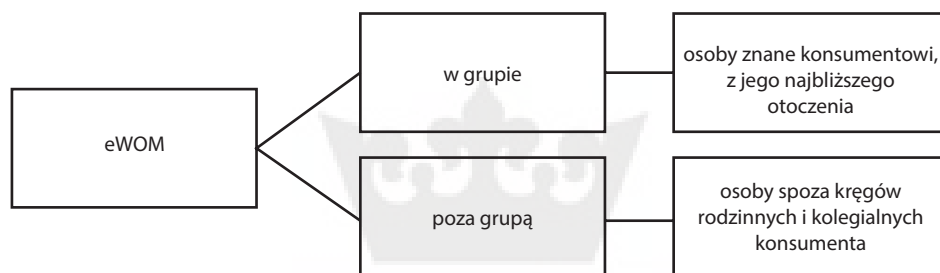 eWOM
w grupie
osoby znane konsumentowi,
z jego najbliższego
otoczenia
poza grupą
osoby spoza kręgów
rodzinnych i kolegialnych
konsumenta